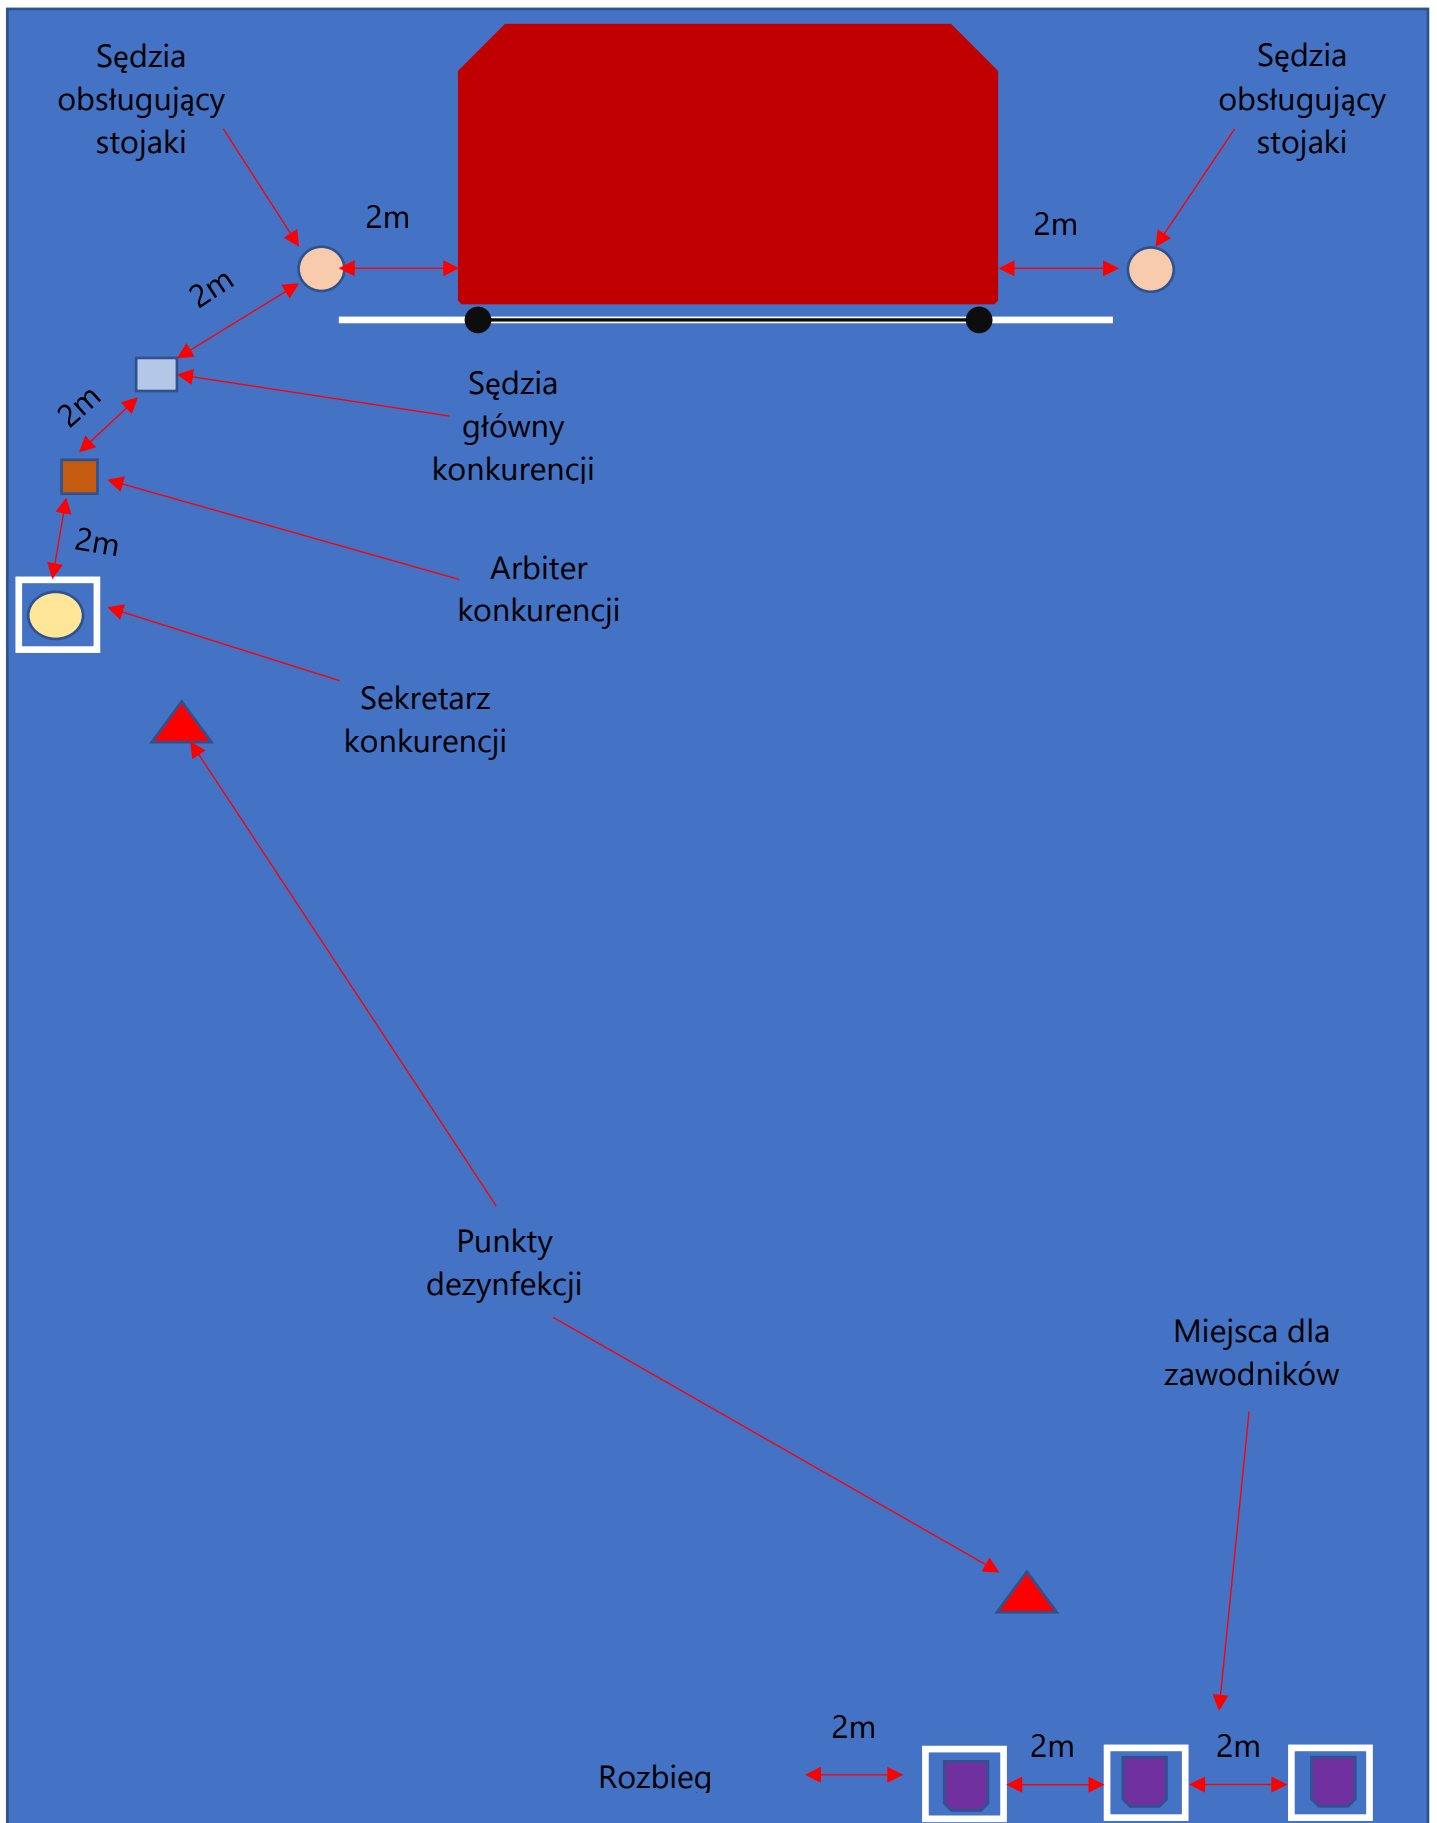 Sędzia
obsługujący
stojaki
Sędzia
obsługujący
stojaki
2m
2m
2m
Sędzia
główny
konkurencji
2m
2m
Arbiter
konkurencji
Sekretarz
konkurencji
Punkty
dezynfekcji
Miejsca dla
zawodników
2m
2m
2m
Rozbieg